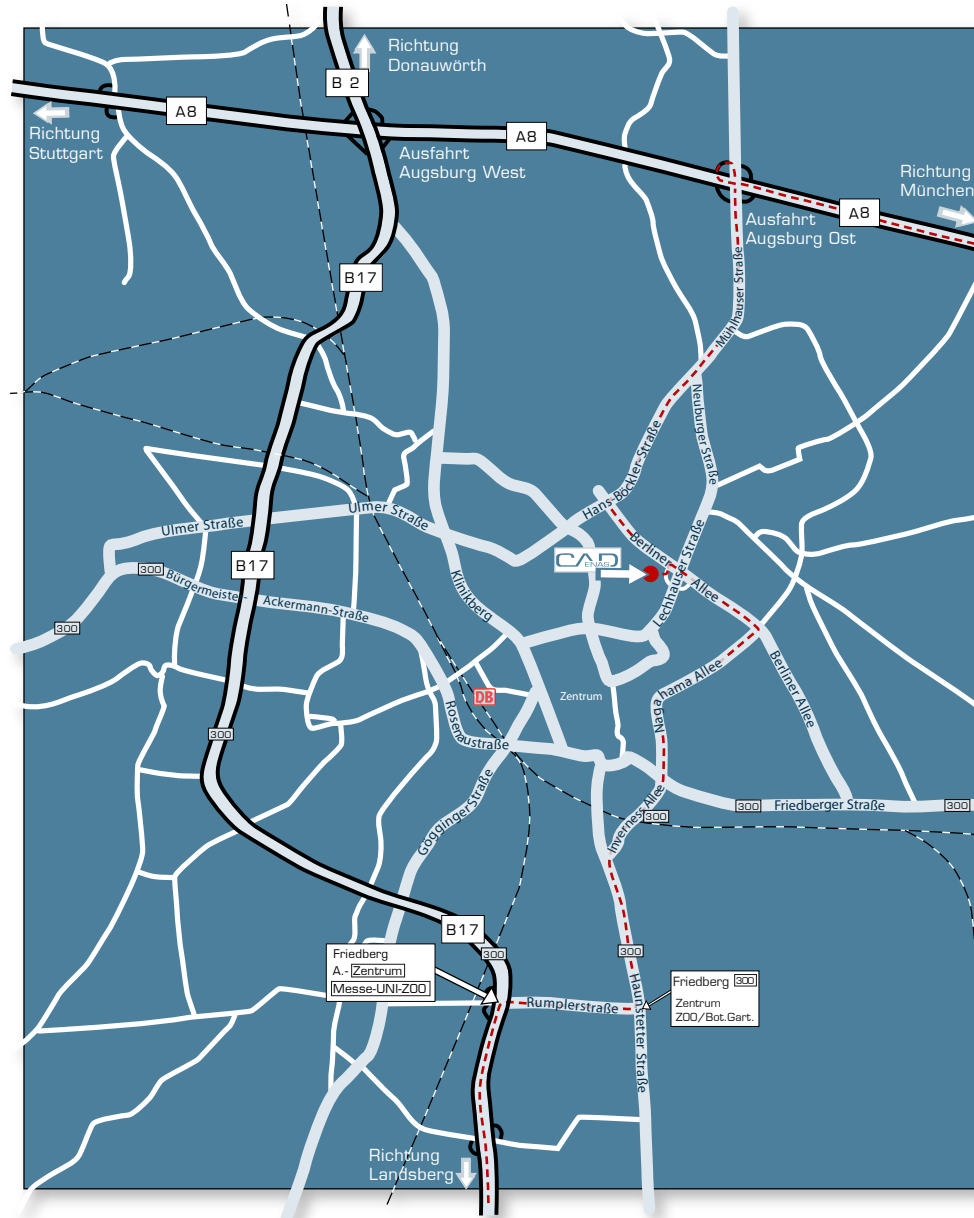 Richtung
Donauwörth
B 2
A8
Richtung
Stuttgart
A8
Ausfahrt
Augsburg West
Richtung
München
A8
Ausfahrt
Augsburg Ost
B17
Mühlhauser Straße
Neuburger Straße
Hans-Böckler-Straße
Ulmer Straße
Ulmer Straße
Berliner Allee
CAD
ENAS
B17
300
Bürgermeister-Ackermann-Straße
Klinikberg
Lechhauser Straße
300
Berliner Allee
Nagahama Allee
DB
Zentrum
Rosenaustraße
300
Gögginger Straße
Inverness Allee
300
300
Friedberger Straße
300
B17
300
300
Friedberg
A.- Zentrum
Messe-UNI-ZOO
Rumplerstraße
Haunstetter Straße
Friedberg 300
Zentrum
ZOO/Bot.Gart.
Richtung
Landsberg